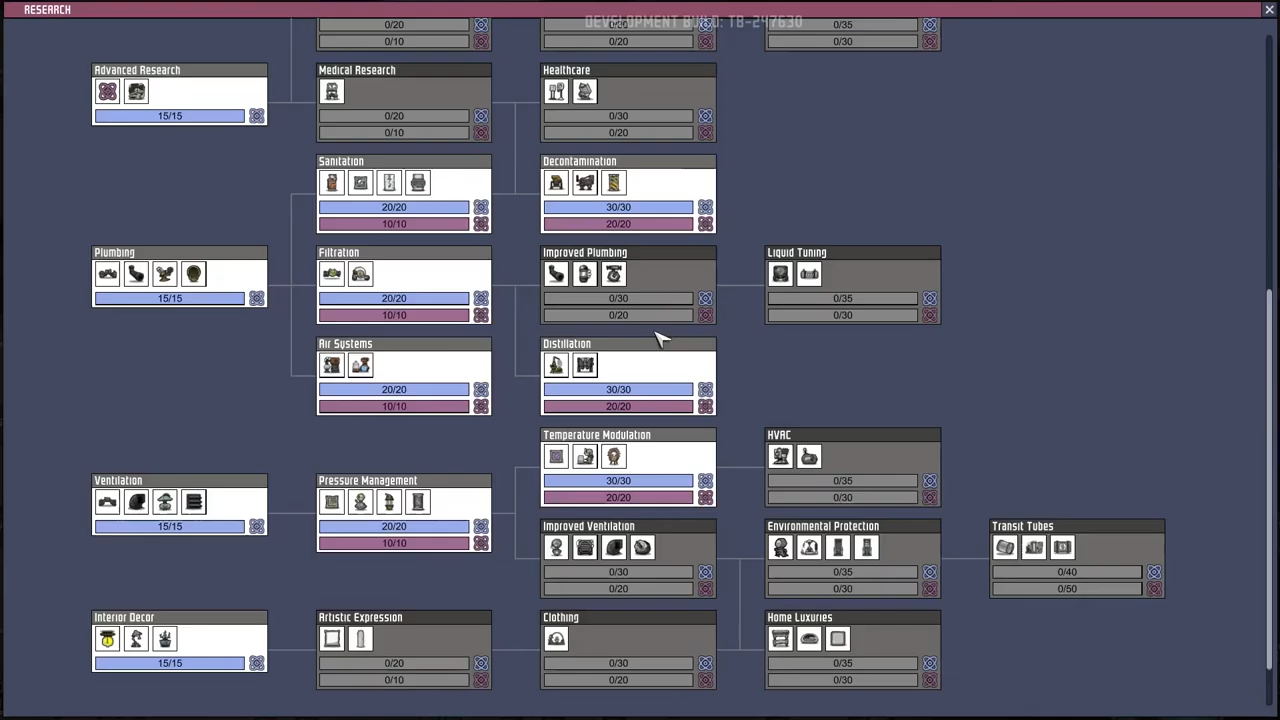 RESEARCH
DEVELOPMENT BUILD: TB-247630
0/20
0/35
0/10
0/20
0/30
Advanced Research
Medical Research
Healthcare
15/15
0/20
0/30
0/10
0/20
Sanitation
Decontamination
20/20
30/30
10/10
20/20
Plumbing
Filtration
Improved Plumbing
Liquid Tuning
15/15
20/20
0/30
0/35
10/10
0/20
0/30
Air Systems
Distillation
20/20
30/30
10/10
20/20
Temperature Modulation
HVAC
Ventilation
Pressure Management
30/30
0/35
20/20
0/30
15/15
20/20
Improved Ventilation
Environmental Protection
Transit Tubes
10/10
0/30
0/35
0/40
0/20
0/30
0/50
Interior Decor
Artistic Expression
Clothing
Home Luxuries
15/15
0/20
0/30
0/35
0/10
0/20
0/30